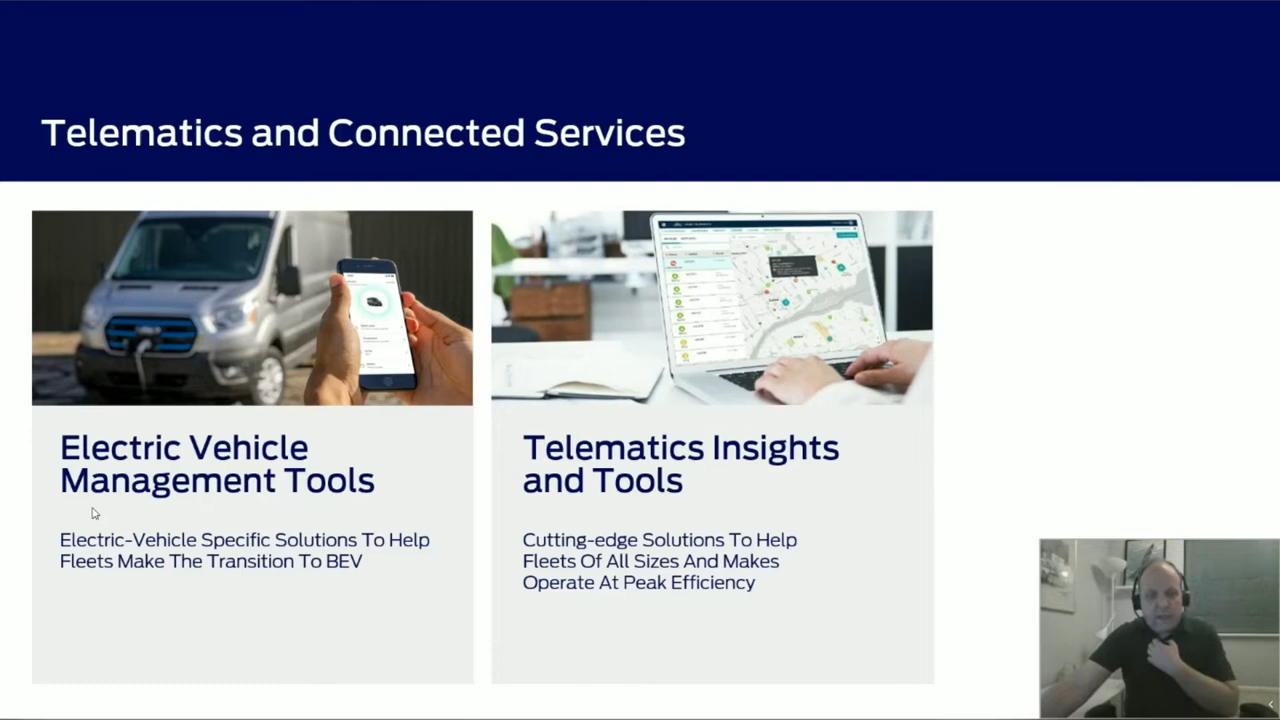 Telematics and Connected Services
Electric Vehicle
Management Tools
Electric-Vehicle Specific Solutions To Help
Fleets Make The Transition To BEV
Telematics Insights
and Tools
Cutting-edge Solutions To Help
Fleets Of All Sizes And Makes
Operate At Peak Efficiency